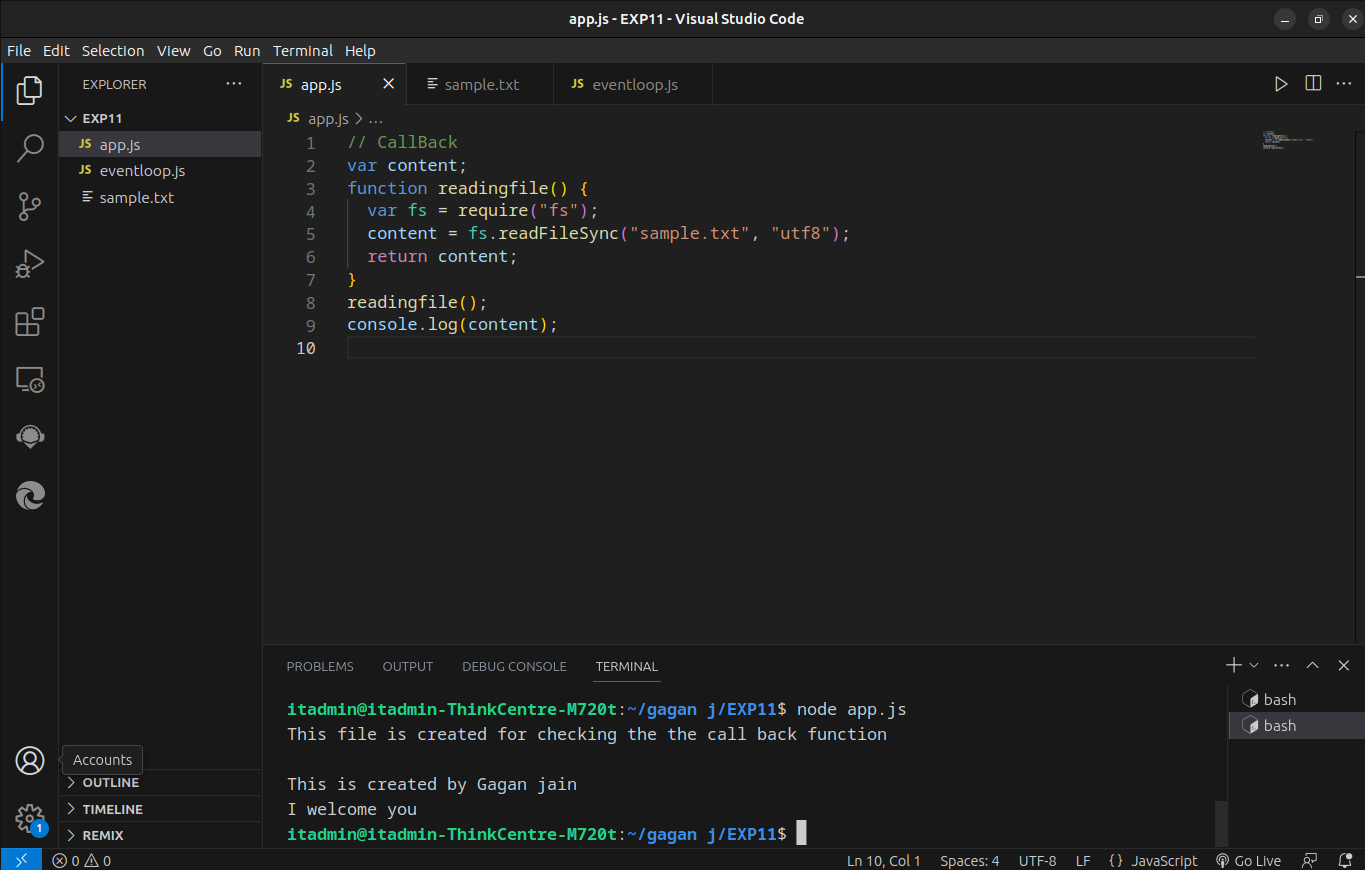 app.js - EXP11 - Visual Studio Code
File Edit Selection View Go Run Terminal Help
EXPLORER
EXP11
JS app.js
JS eventloop.js
sample.txt
JS app.js
sample.txt
JS eventloop.js
JS app.js > ...
1 // CallBack
2 var content;
3 function readingfile() {
4 var fs = require("fs");
5 content = fs.readFileSync("sample.txt", "utf8");
6 return content;
7 }
8 readingfile();
9 console.log(content);
10
PROBLEMS OUTPUT DEBUG CONSOLE TERMINAL
itadmin@itadmin-ThinkCentre-M720t:~/gagan j/EXP11$ node app.js
This file is created for checking the the call back function
This is created by Gagan jain
I welcome you
itadmin@itadmin-ThinkCentre-M720t:~/gagan j/EXP11$
bash
bash
Accounts
OUTLINE
TIMELINE
REMIX
1
0 0
Ln 10, Col 1 Spaces: 4 UTF-8 LF {} JavaScript Go Live